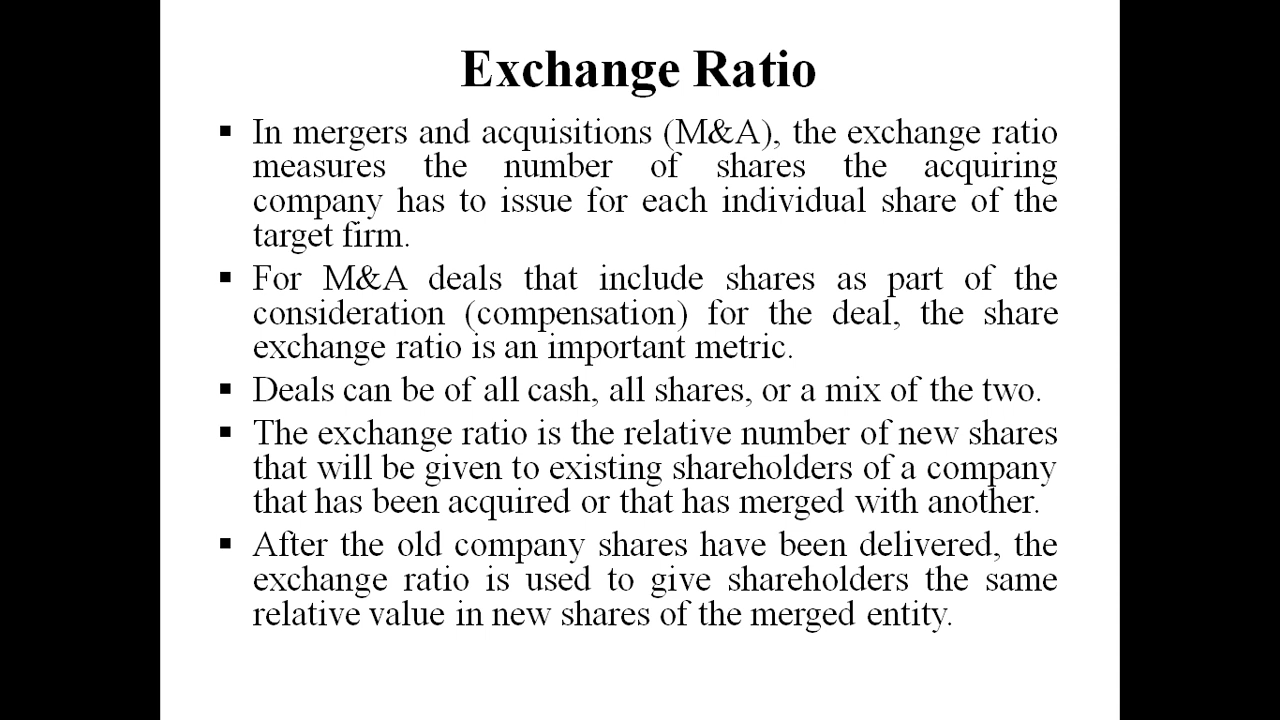 Exchange Ratio
▪ In mergers and acquisitions (M&A), the exchange ratio
measures the number of shares the acquiring
company has to issue for each individual share of the
target firm.
▪ For M&A deals that include shares as part of the
consideration (compensation) for the deal, the share
exchange ratio is an important metric.
▪ Deals can be of all cash, all shares, or a mix of the two.
▪ The exchange ratio is the relative number of new shares
that will be given to existing shareholders of a company
that has been acquired or that has merged with another.
▪ After the old company shares have been delivered, the
exchange ratio is used to give shareholders the same
relative value in new shares of the merged entity.